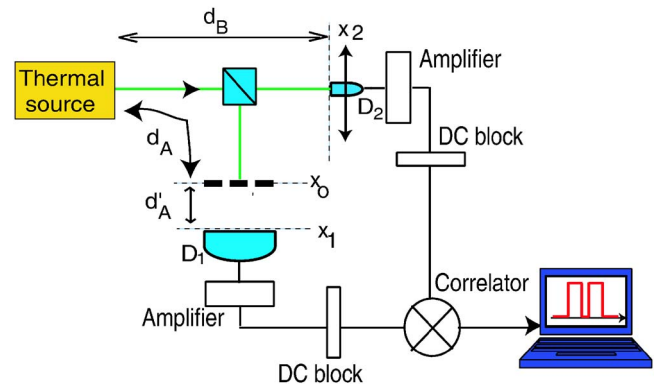 d_B
x_2
Thermal
source
Amplifier
D_2
d_A
DC block
x_o
d'_A
x_1
D_1
Correlator
Amplifier
DC block